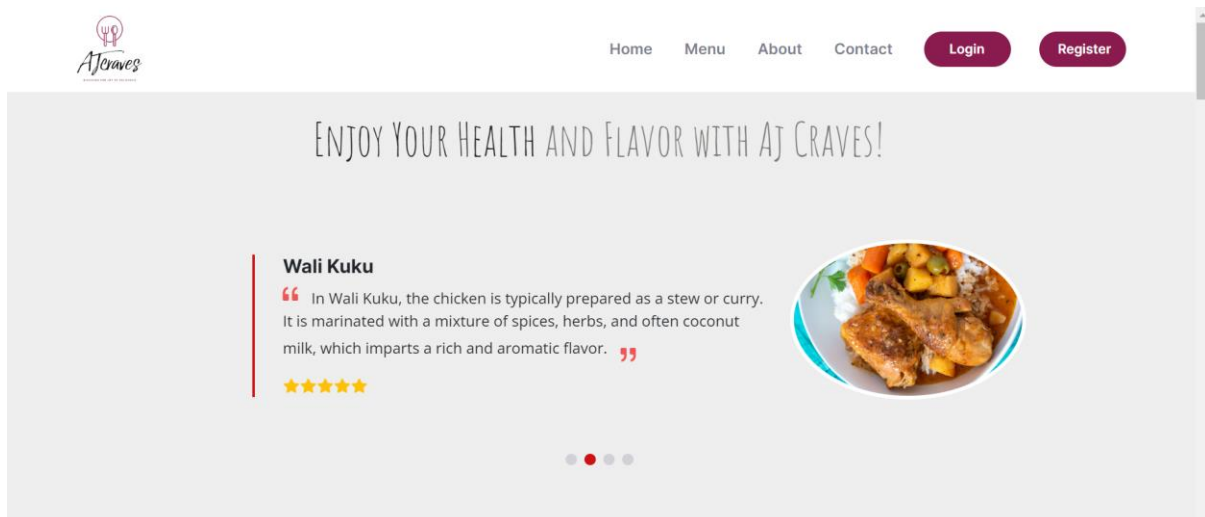 AJcraves
Home Menu About Contact Login Register
Enjoy Your Health and Flavor with Aj Craves!
Wali Kuku
“ In Wali Kuku, the chicken is typically prepared as a stew or curry.
It is marinated with a mixture of spices, herbs, and often coconut
milk, which imparts a rich and aromatic flavor. ”